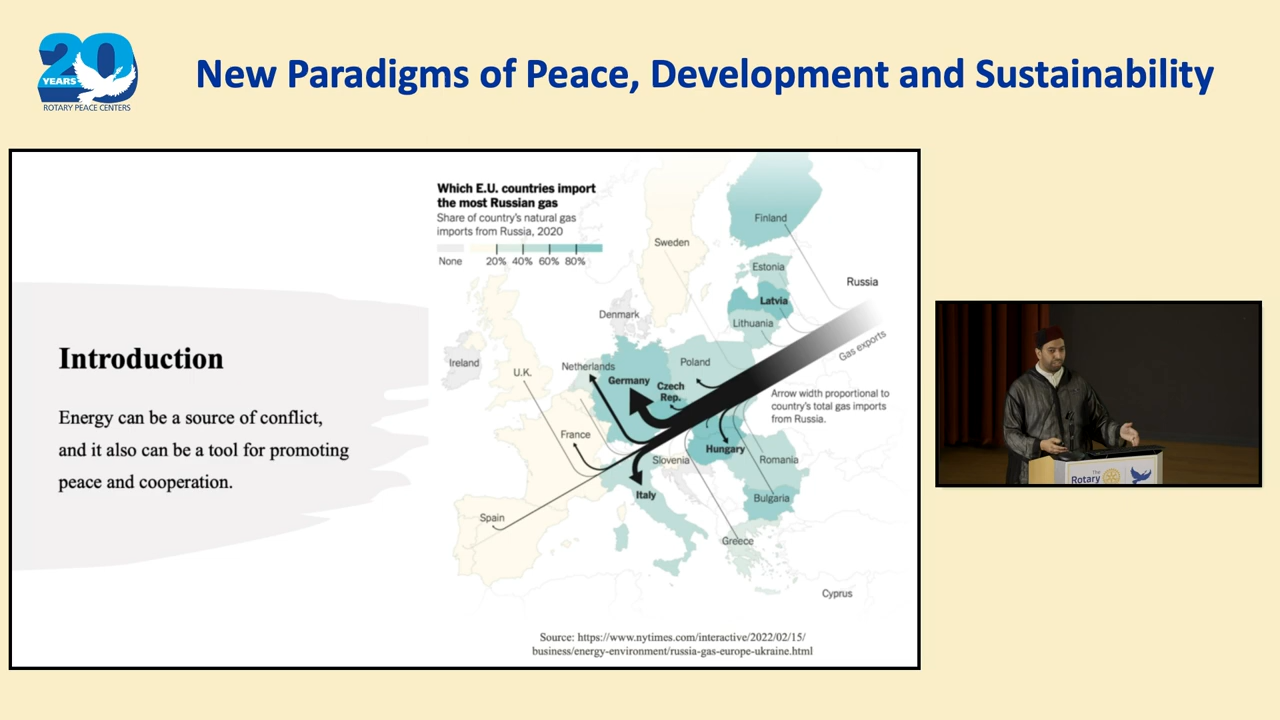 20
YEARS
ROTARY PEACE CENTERS
New Paradigms of Peace, Development and Sustainability
Introduction
Energy can be a source of conflict,
and it also can be a tool for promoting
peace and cooperation.
Which E.U. countries import
the most Russian gas
Share of country's natural gas
imports from Russia, 2020
None
20% 40% 60% 80%
Finland
Sweden
Estonia
Russia
Latvia
Denmark
Lithuania
Gas exports
Ireland
Netherlands
Poland
U.K.
Germany
Czech
Rep.
Arrow width proportional to
country's total gas imports
from Russia.
France
Hungary
Slovenia
Romania
Italy
Bulgaria
Spain
Greece
Cyprus
Source: https://www.nytimes.com/interactive/2022/02/15/
business/energy-environment/russia-gas-europe-ukraine.html
The
Rotary